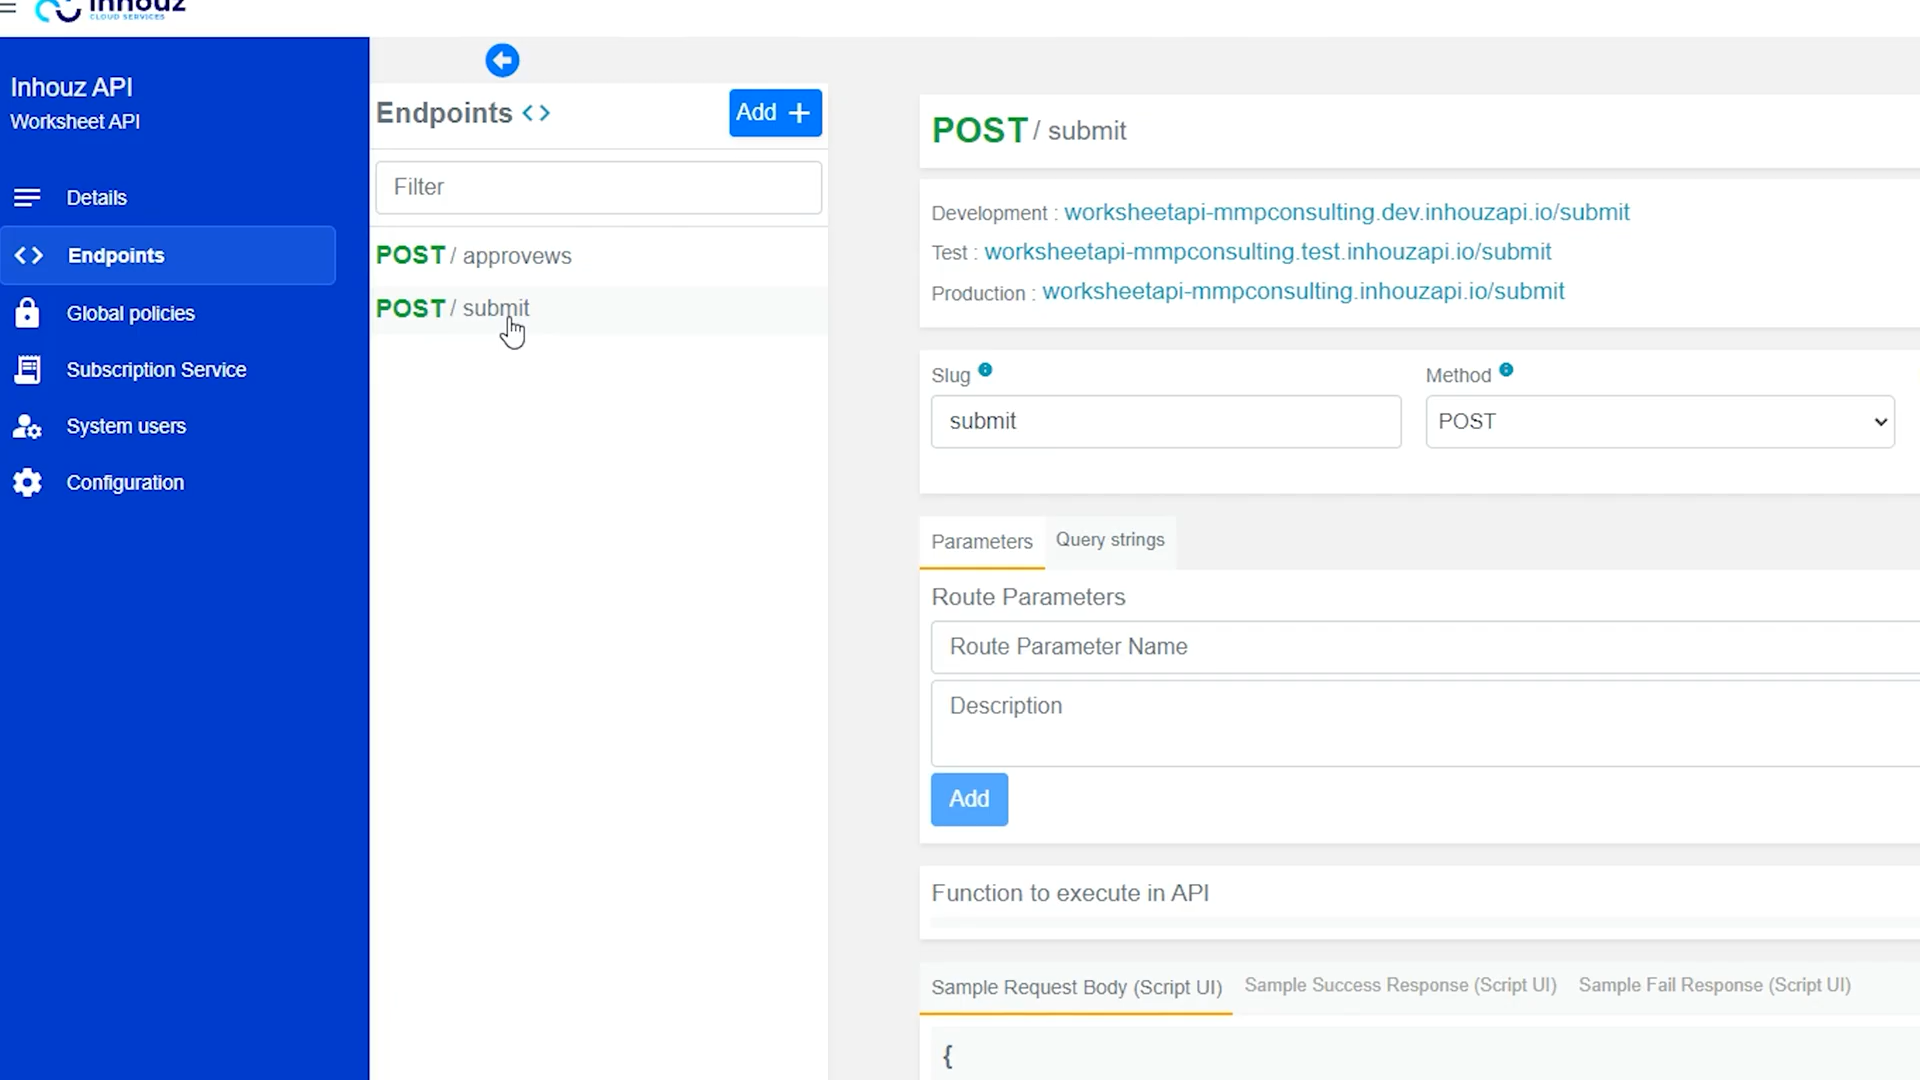 inhouz
CLOUD SERVICES
Inhouz API
Worksheet API
Details
Endpoints
Global policies
Subscription Service
System users
Configuration
Endpoints <>
Add +
Filter
POST / approvews
POST / submit
POST / submit
Development : worksheetapi-mmpconsulting.dev.inhouzapi.io/submit
Test : worksheetapi-mmpconsulting.test.inhouzapi.io/submit
Production : worksheetapi-mmpconsulting.inhouzapi.io/submit
Slug
Method
submit
POST
Parameters
Query strings
Route Parameters
Route Parameter Name
Description
Add
Function to execute in API
Sample Request Body (Script UI)
Sample Success Response (Script UI)
Sample Fail Response (Script UI)
{